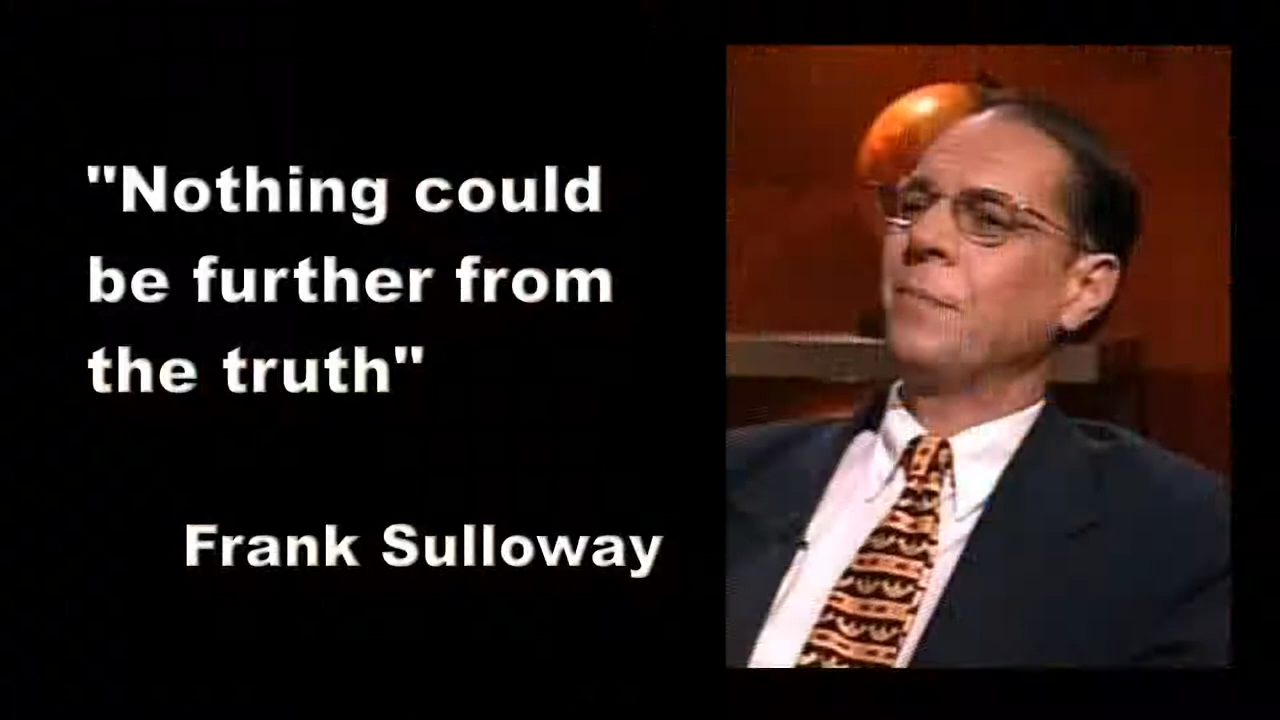 "Nothing could
be further from
the truth"
Frank Sulloway